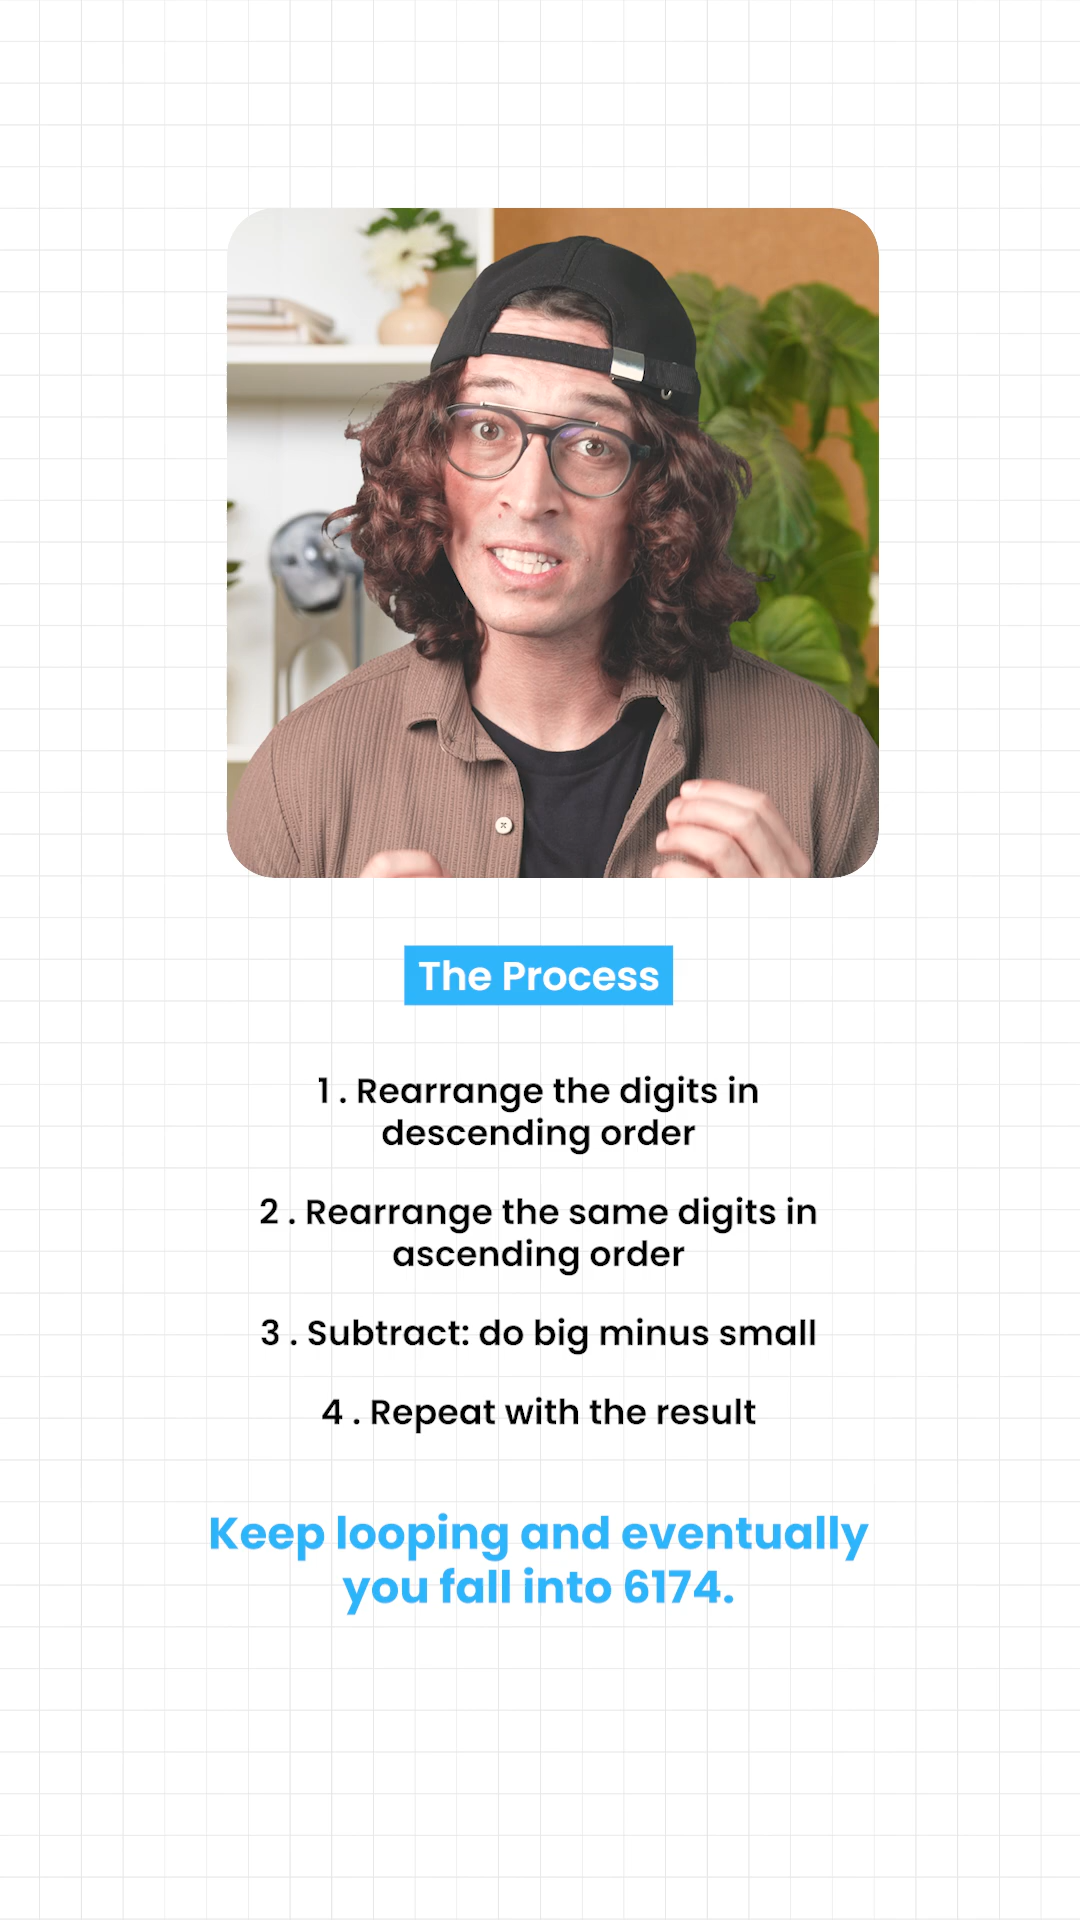 The Process
1 . Rearrange the digits in
descending order
2 . Rearrange the same digits in
ascending order
3 . Subtract: do big minus small
4 . Repeat with the result
Keep looping and eventually
you fall into 6174.